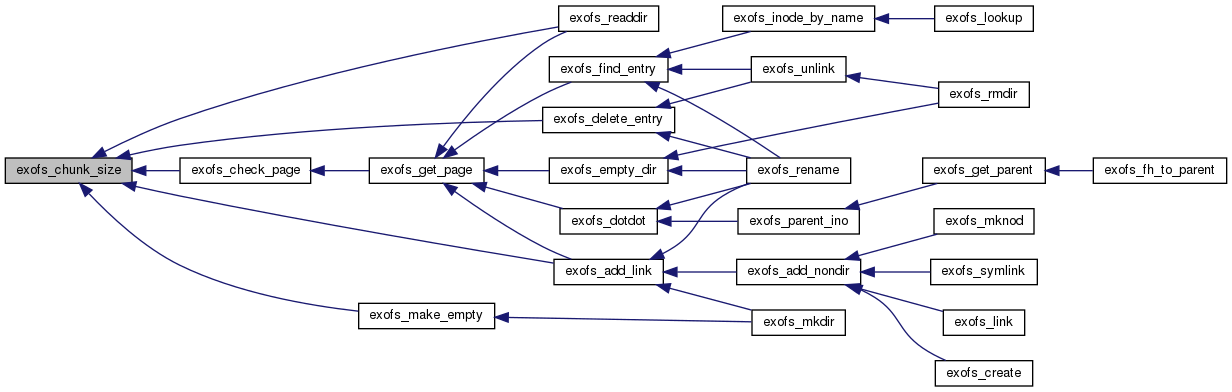 exofs_readdir
exofs_inode_by_name
exofs_lookup
exofs_find_entry
exofs_unlink
exofs_rmdir
exofs_delete_entry
exofs_chunk_size
exofs_check_page
exofs_get_page
exofs_empty_dir
exofs_rename
exofs_get_parent
exofs_fh_to_parent
exofs_dotdot
exofs_parent_ino
exofs_mknod
exofs_add_link
exofs_add_nondir
exofs_symlink
exofs_make_empty
exofs_mkdir
exofs_link
exofs_create